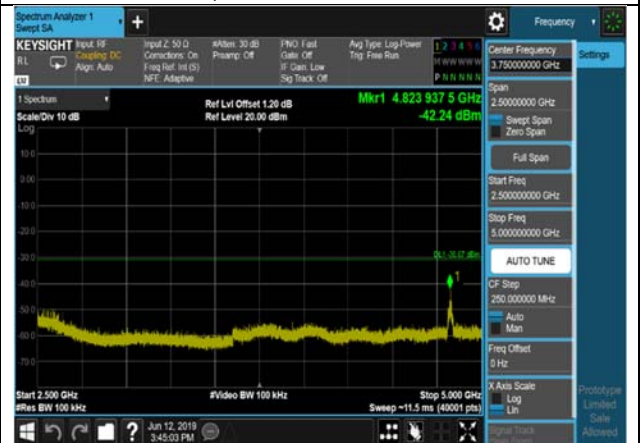 Spectrum Analyzer 1
Swept SA
Frequency
KEYSIGHT
Input: RF
Input Z: 50 Ω
#Atten: 30 dB
PNO: Fast
Avg Type: Log-Power
1 2 3 4 5 6
RL
Coupling: DC
Corrections: On
Preamp: Off
Gate: Off
Trig: Free Run
M W W W W W
Align: Auto
Freq Ref: Int (S)
IF Gain: Low
P N N N N N
NFE: Adaptive
Sig Track: Off
1 Spectrum
Scale/Div 10 dB
Ref Lvl Offset 1.20 dB
Ref Level 20.00 dBm
Mkr1 4.823 937 5 GHz
-42.24 dBm
Log
10.0
0.00
-10.0
-20.0
-30.0
-40.0
-50.0
-60.0
-70.0
1
Start 2.500 GHz
#Video BW 100 kHz
Stop 5.000 GHz
#Res BW 100 kHz
Sweep ~11.5 ms (40001 pts)
Jun 12, 2019
3:45:03 PM
Center Frequency
3.750000000 GHz
Settings
Span
2.50000000 GHz
Swept Span
Zero Span
Full Span
Start Freq
2.500000000 GHz
Stop Freq
5.000000000 GHz
AUTO TUNE
CF Step
250.000000 MHz
Auto
Man
Freq Offset
0 Hz
X Axis Scale
Log
Lin
Signal Track
Prototype
Limited
Sale
Allowed